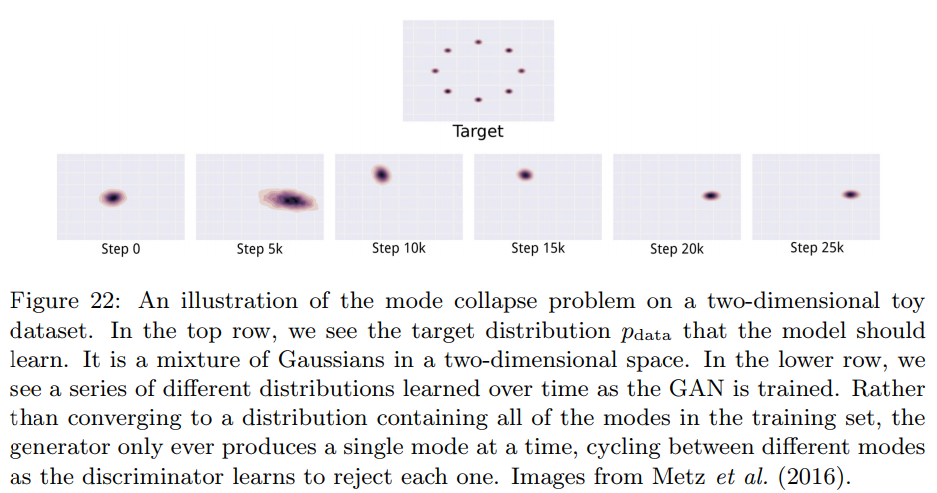 Target
Step 0 Step 5k Step 10k Step 15k Step 20k Step 25k
Figure 22: An illustration of the mode collapse problem on a two-dimensional toy
dataset. In the top row, we see the target distribution pdata that the model should
learn. It is a mixture of Gaussians in a two-dimensional space. In the lower row, we
see a series of different distributions learned over time as the GAN is trained. Rather
than converging to a distribution containing all of the modes in the training set, the
generator only ever produces a single mode at a time, cycling between different modes
as the discriminator learns to reject each one. Images from Metz et al. (2016).